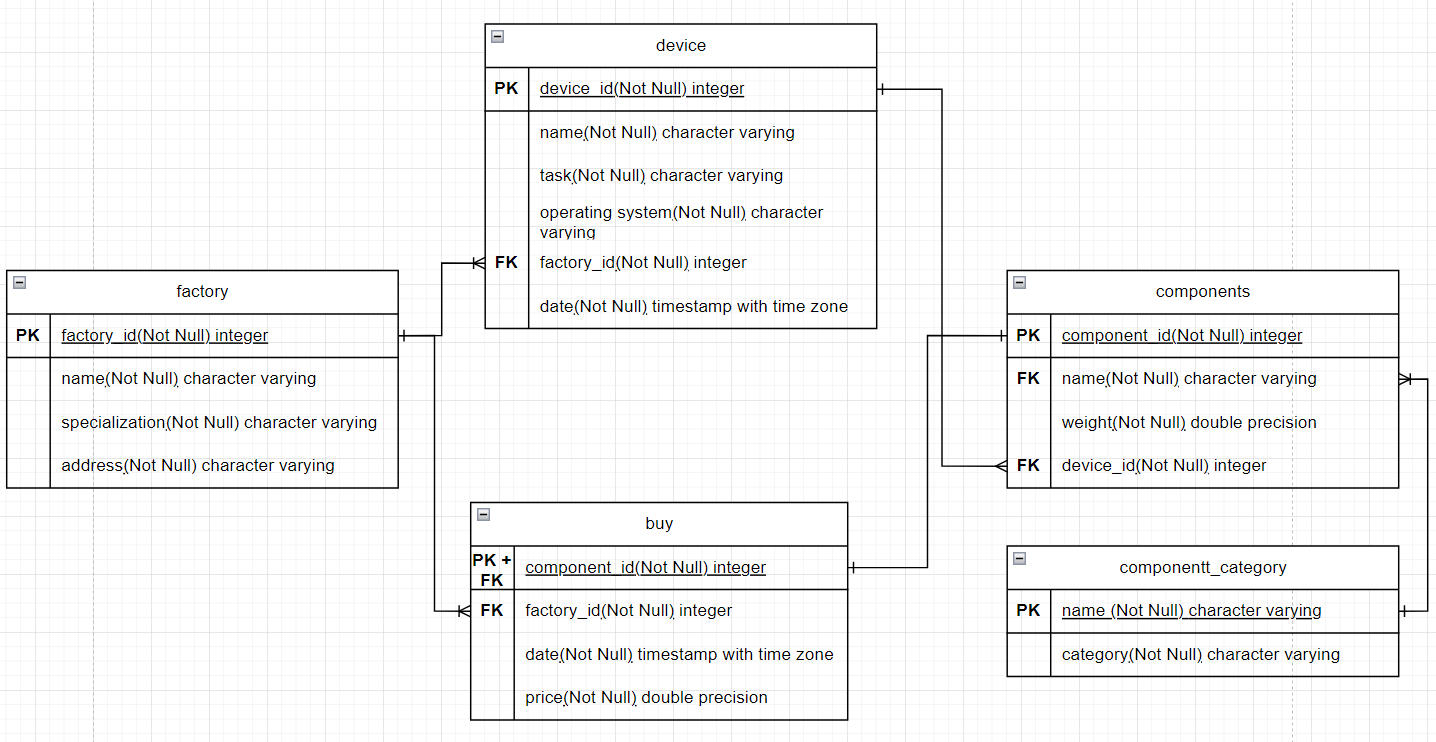 device
PK device_id(Not Null) integer
name(Not Null) character varying
task(Not Null) character varying
operating system(Not Null) character
varying
FK factory_id(Not Null) integer
date(Not Null) timestamp with time zone
factory
PK factory_id(Not Null) integer
name(Not Null) character varying
specialization(Not Null) character varying
address(Not Null) character varying
components
PK component_id(Not Null) integer
FK name(Not Null) character varying
weight(Not Null) double precision
FK device_id(Not Null) integer
buy
PK +
FK component_id(Not Null) integer
FK factory_id(Not Null) integer
date(Not Null) timestamp with time zone
price(Not Null) double precision
componentt_category
PK name (Not Null) character varying
category(Not Null) character varying